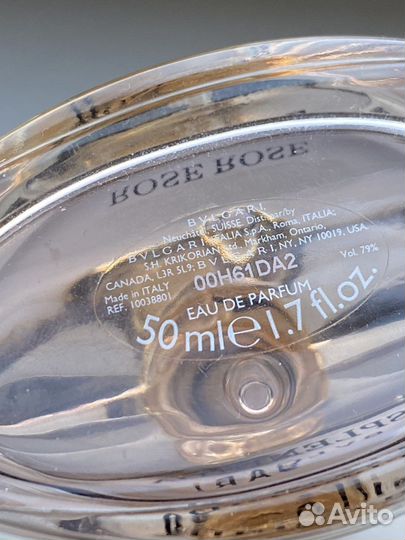 ROSE ROSE
BVLGARI,
Neuchâtel, SUISSE Distr. par/by
BVLGARI ITALIA S.p.A., Roma, ITALIA;
S.H. KRIKORIAN Ltd., Markham, Ontario,
CANADA, L3R 5L9; BVLGARI, NY, NY 10019, USA
Made in ITALY
REF. 10038801
00H61DA2
Vol. 79%
EAU DE PARFUM
50 ml e 1.7 fl.oz.
Avito